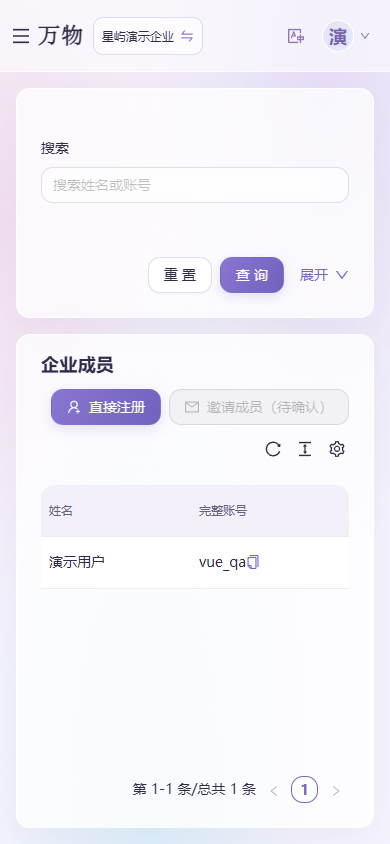 万物 星屿演示企业 演
搜索
搜索姓名或账号
重 置 查 询 展开
企业成员
直接注册 邀请成员（待确认）
姓名 完整账号
演示用户 vue_qa
第 1-1 条/总共 1 条 1